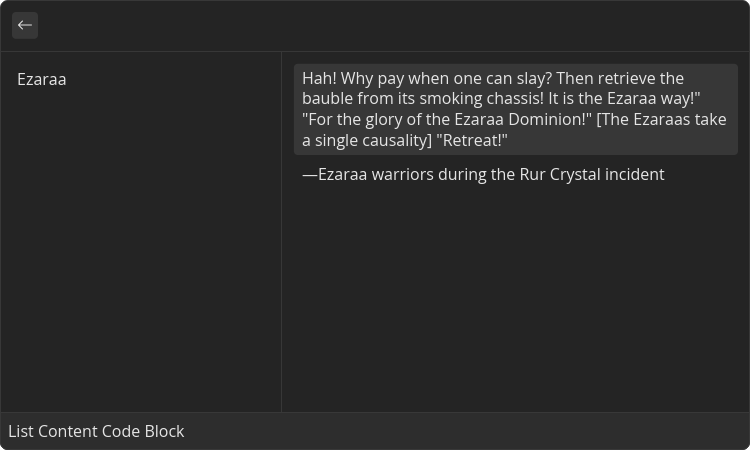 Ezaraa
Hah! Why pay when one can slay? Then retrieve the
bauble from its smoking chassis! It is the Ezaraa way!"
"For the glory of the Ezaraa Dominion!" [The Ezaraas take
a single causality] "Retreat!"
—Ezaraa warriors during the Rur Crystal incident
List Content Code Block